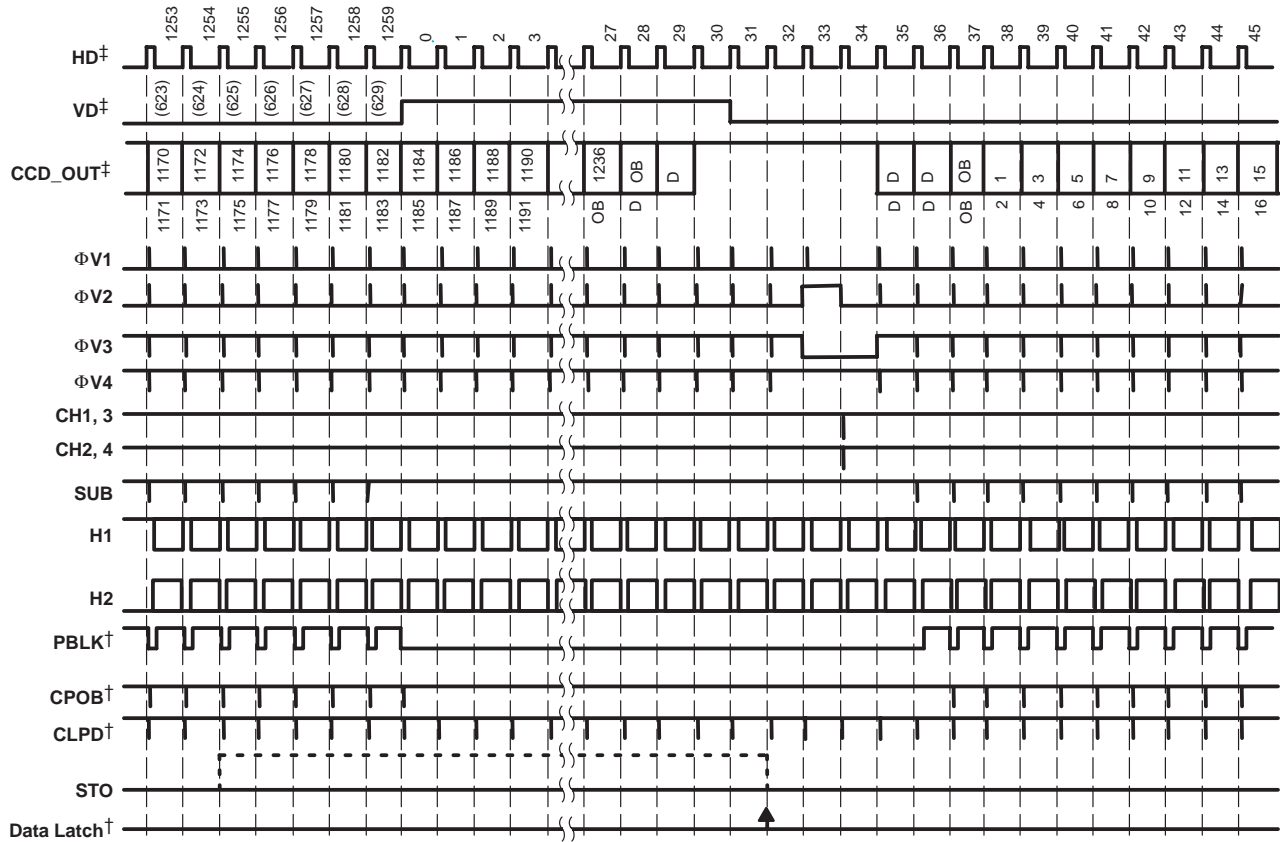 1253 1254 1255 1256 1257 1258 1259 0 1 2 3 27 28 29 30 31 32 33 34 35 36 37 38 39 40 41 42 43 44 45
HD‡
(623) (624) (625) (626) (627) (628) (629)
VD‡
CCD_OUT‡
1170 1172 1174 1176 1178 1180 1182 1184 1186 1188 1190 1236 OB D D D OB 1 3 5 7 9 11 13 15
1171 1173 1175 1177 1179 1181 1183 1185 1187 1189 1191 OB D D D OB 2 4 6 8 10 12 14 16
ΦV1
ΦV2
ΦV3
ΦV4
CH1, 3
CH2, 4
SUB
H1
H2
PBLK†
CPOB†
CLPD†
STO
Data Latch†